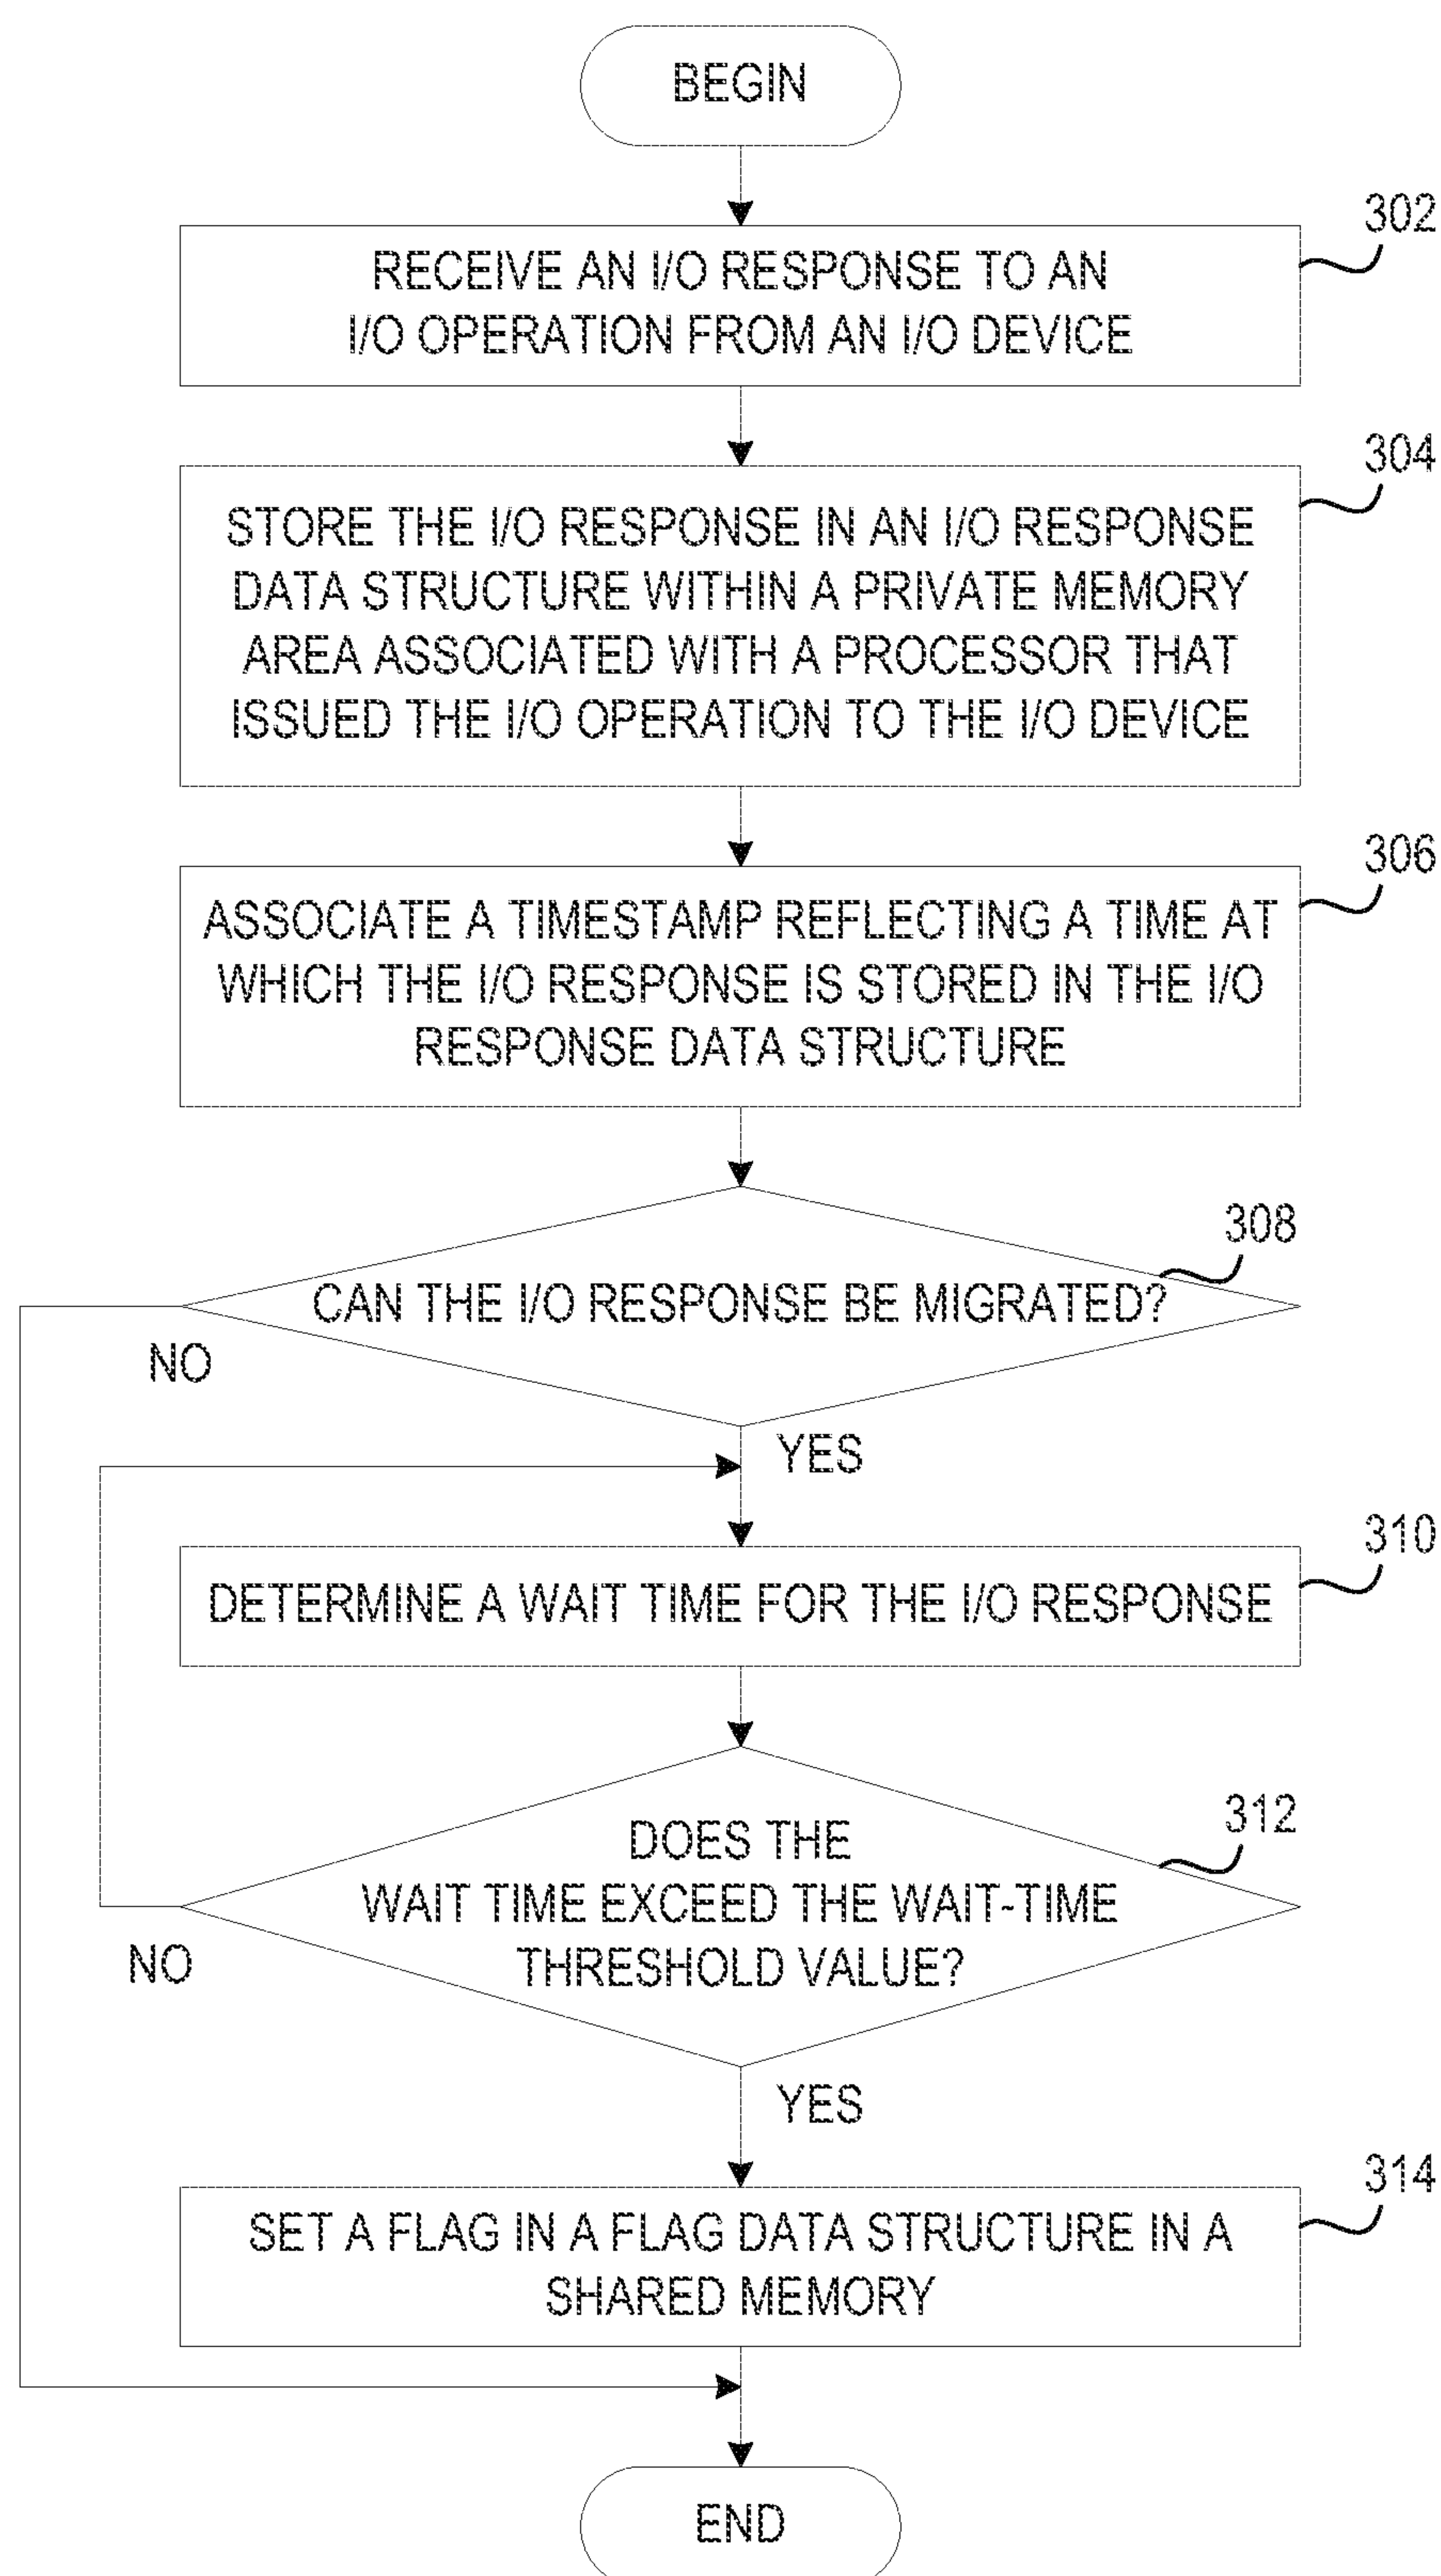 BEGIN
302
RECEIVE AN I/O RESPONSE TO AN
I/O OPERATION FROM AN I/O DEVICE
304
STORE THE I/O RESPONSE IN AN I/O RESPONSE
DATA STRUCTURE WITHIN A PRIVATE MEMORY
AREA ASSOCIATED WITH A PROCESSOR THAT
ISSUED THE I/O OPERATION TO THE I/O DEVICE
306
ASSOCIATE A TIMESTAMP REFLECTING A TIME AT
WHICH THE I/O RESPONSE IS STORED IN THE I/O
RESPONSE DATA STRUCTURE
308
CAN THE I/O RESPONSE BE MIGRATED?
NO
YES
310
DETERMINE A WAIT TIME FOR THE I/O RESPONSE
312
DOES THE
WAIT TIME EXCEED THE WAIT-TIME
THRESHOLD VALUE?
NO
YES
314
SET A FLAG IN A FLAG DATA STRUCTURE IN A
SHARED MEMORY
END